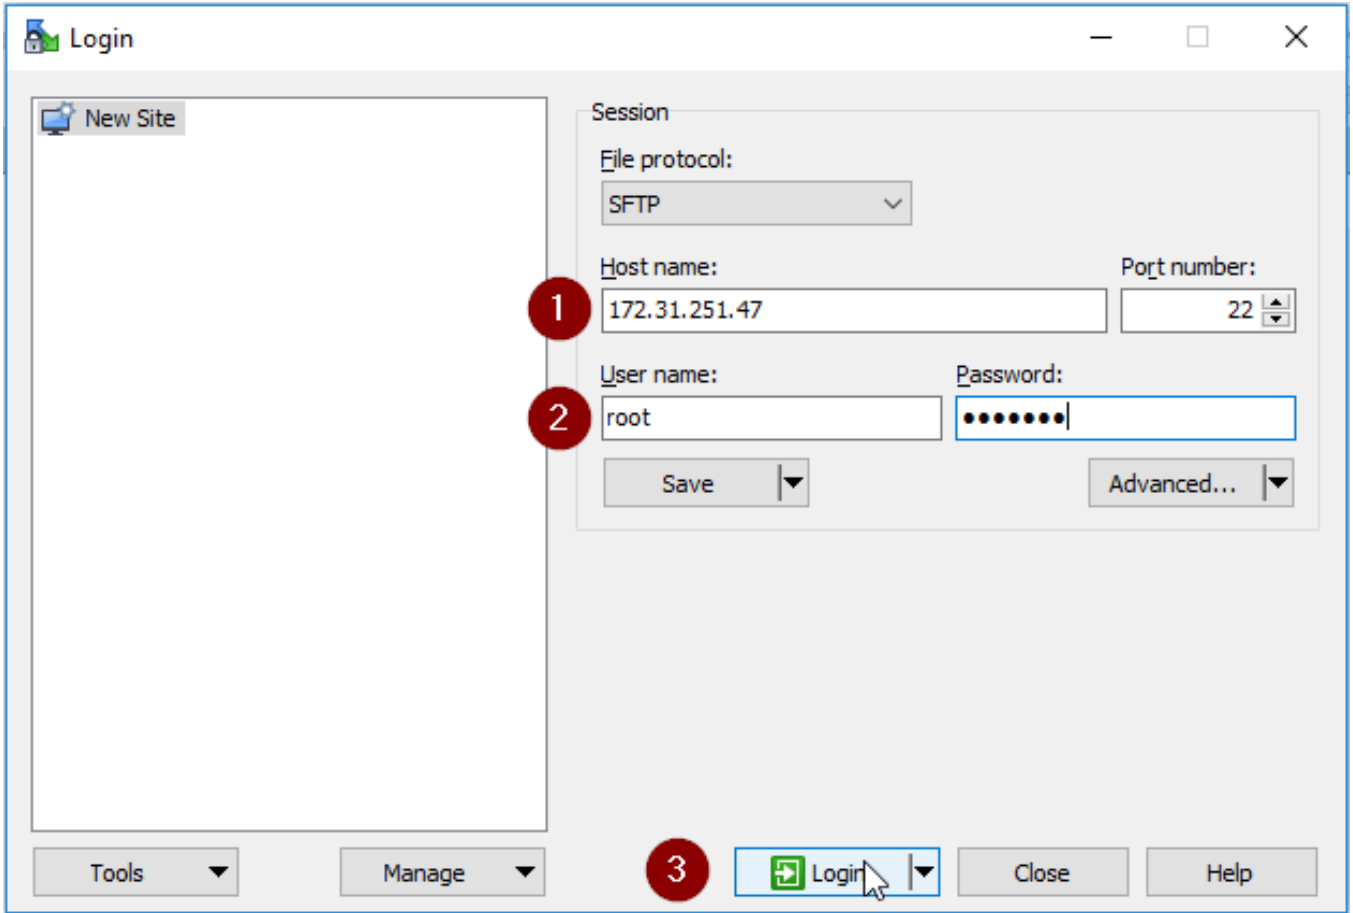 Login
New Site
Session
File protocol:
SFTP
Host name: Port number:
1 172.31.251.47 22
User name: Password:
2 root •••••••
Save Advanced...
Tools Manage 3 Login Close Help